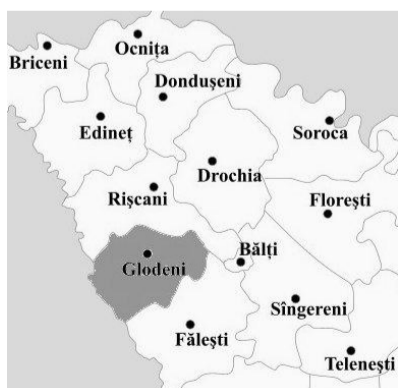 Ocnița
Briceni
Dondușeni
Edineț
Soroca
Drochia
Rîșcani
Florești
Bălți
Glodeni
Sîngereni
Fălești
Telenești